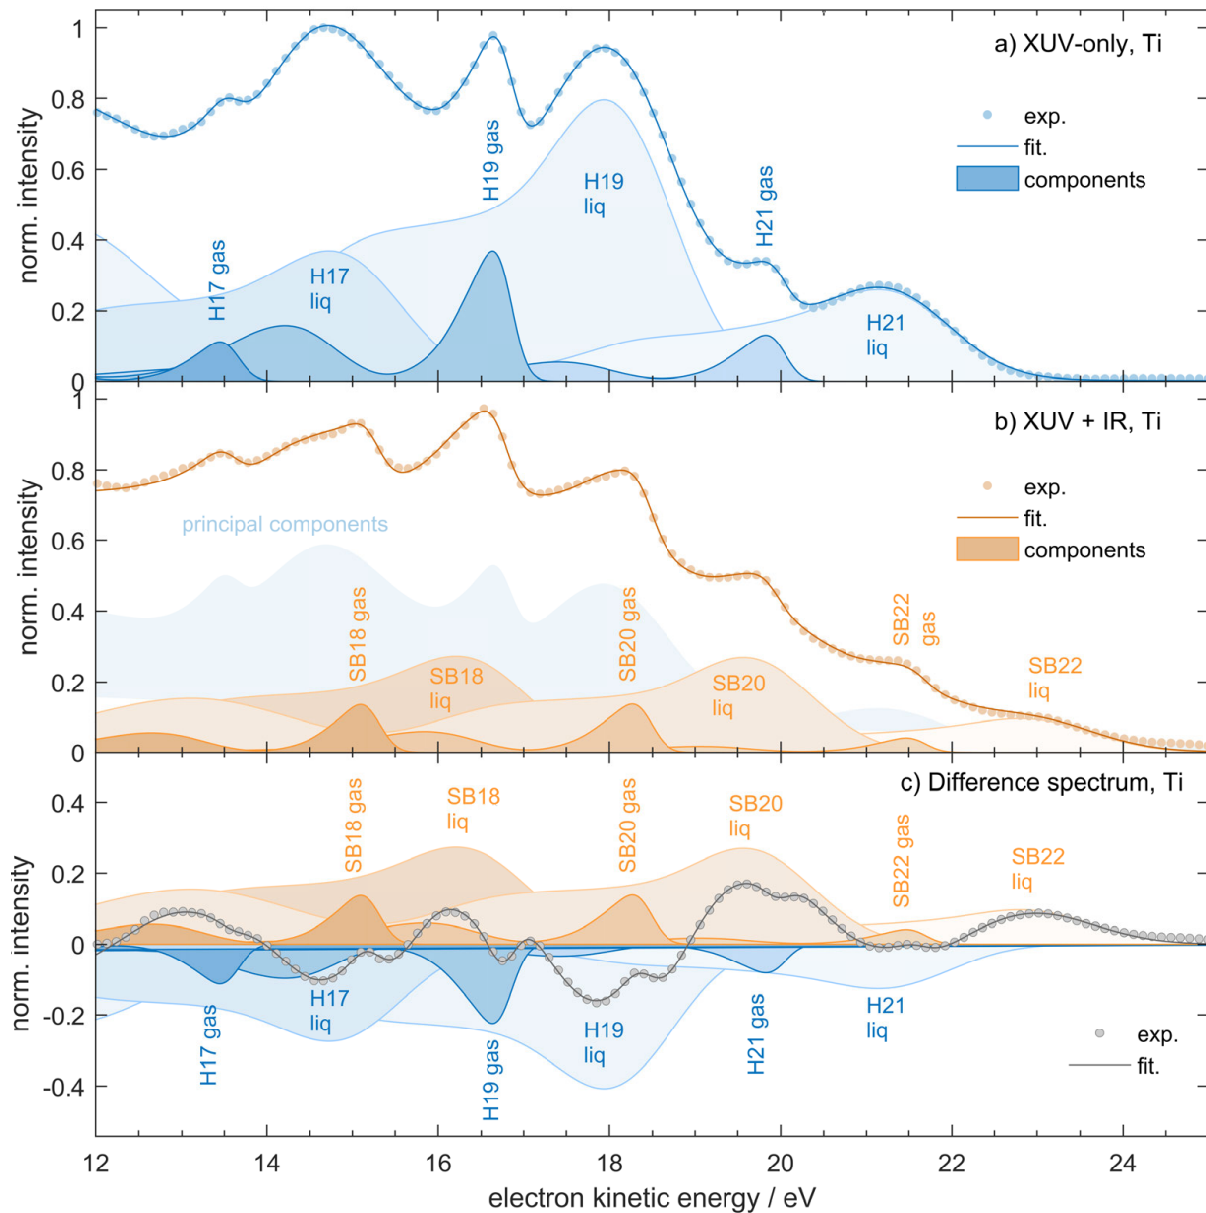 1
0.8
0.6
0.4
0.2
0
norm. intensity
a) XUV-only, Ti
exp.
fit.
components
H17 gas
H17
liq
H19 gas
H19
liq
H21 gas
H21
liq
1
0.8
0.6
0.4
0.2
0
norm. intensity
b) XUV + IR, Ti
exp.
fit.
components
principal components
SB18 gas
SB18
liq
SB20 gas
SB20
liq
SB22
gas
SB22
liq
0.4
0.2
0
-0.2
-0.4
norm. intensity
c) Difference spectrum, Ti
SB18 gas
SB18
liq
SB20 gas
SB20
liq
SB22 gas
SB22
liq
H17 gas
H17
liq
H19 gas
H19
liq
H21 gas
H21
liq
exp.
fit.
12 14 16 18 20 22 24
electron kinetic energy / eV